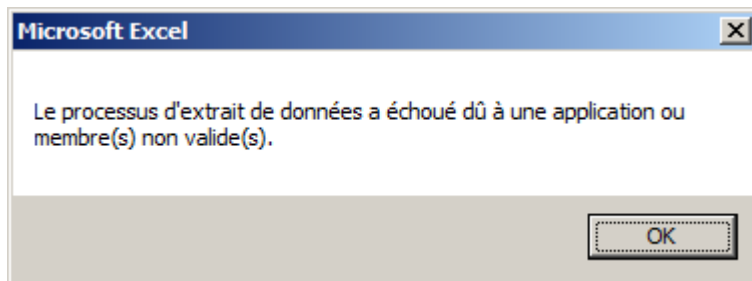 Microsoft Excel
Le processus d'extrait de données a échoué dû à une application ou
membre(s) non valide(s).
OK